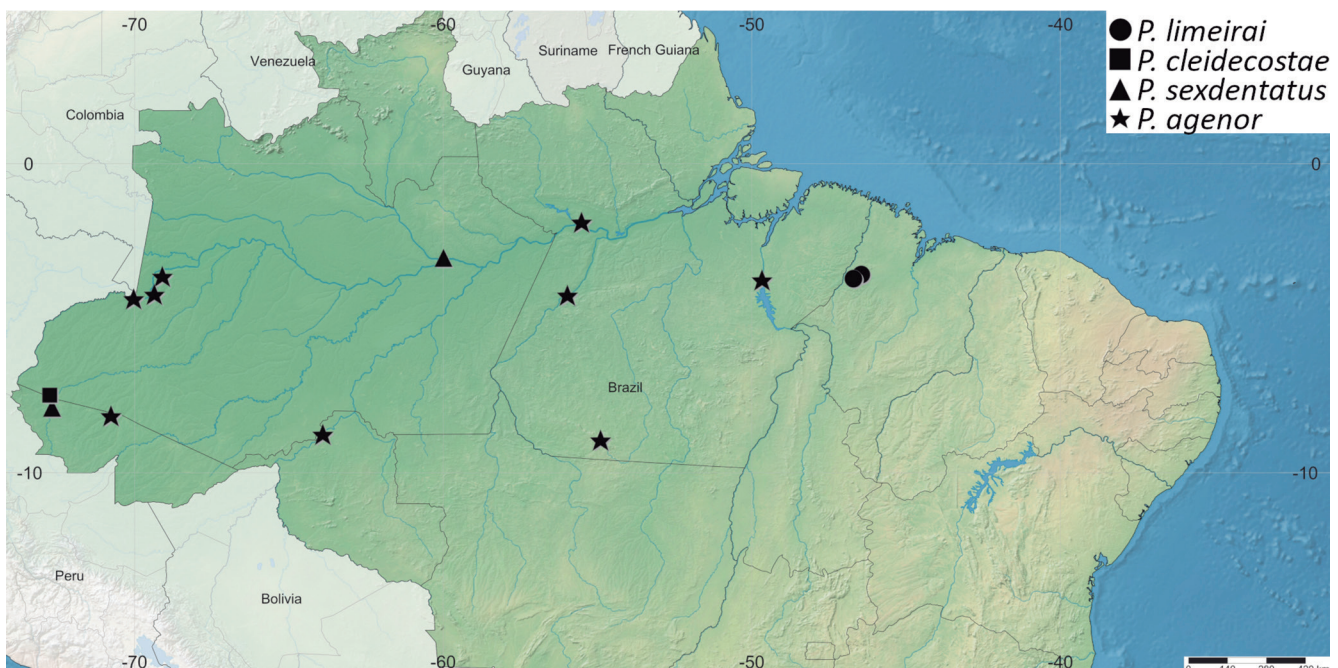 -70 -60 -50 -40
P. limeirai
P. cleidecostae
P. sexdentatus
P. agenor
Venezuela
Guyana
Suriname
French Guiana
Colombia
0 0
Brazil
-10 -10
Peru
Bolivia
-70 -60 -50 -40